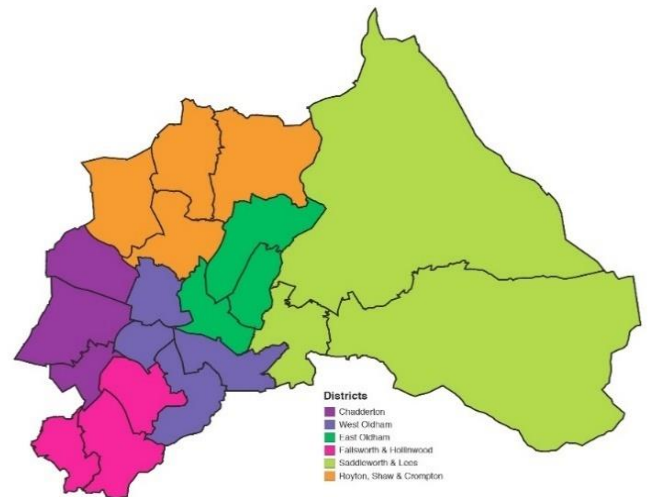 Districts
Chadderton
West Oldham
East Oldham
Failsworth & Hollinwood
Saddleworth & Lees
Royton, Shaw & Crompton